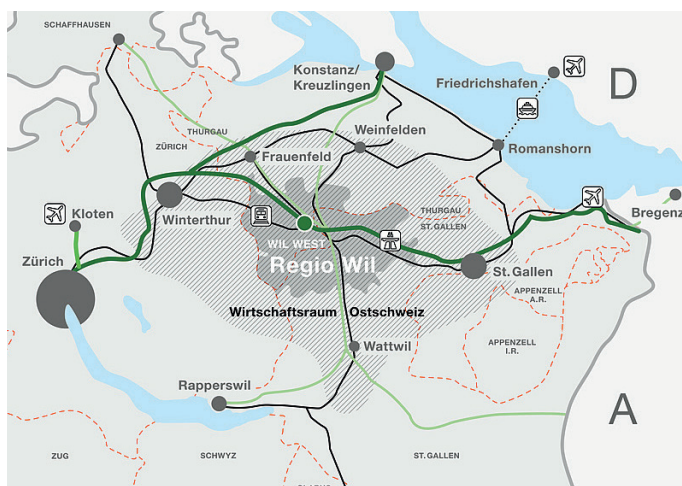 SCHAFFHAUSEN
Konstanz/
Kreuzlingen
Friedrichshafen
D
THURGAU
ZÜRICH
Weinfelden
Romanshorn
Frauenfeld
Kloten
Winterthur
THURGAU
ST. GALLEN
Bregenz
WIL WEST
Zürich
Regio Wil
St. Gallen
APPENZELL
A.R.
Wirtschaftsraum Ostschweiz
APPENZELL
I.R.
Wattwil
Rapperswil
A
ZUG
SCHWYZ
ST. GALLEN